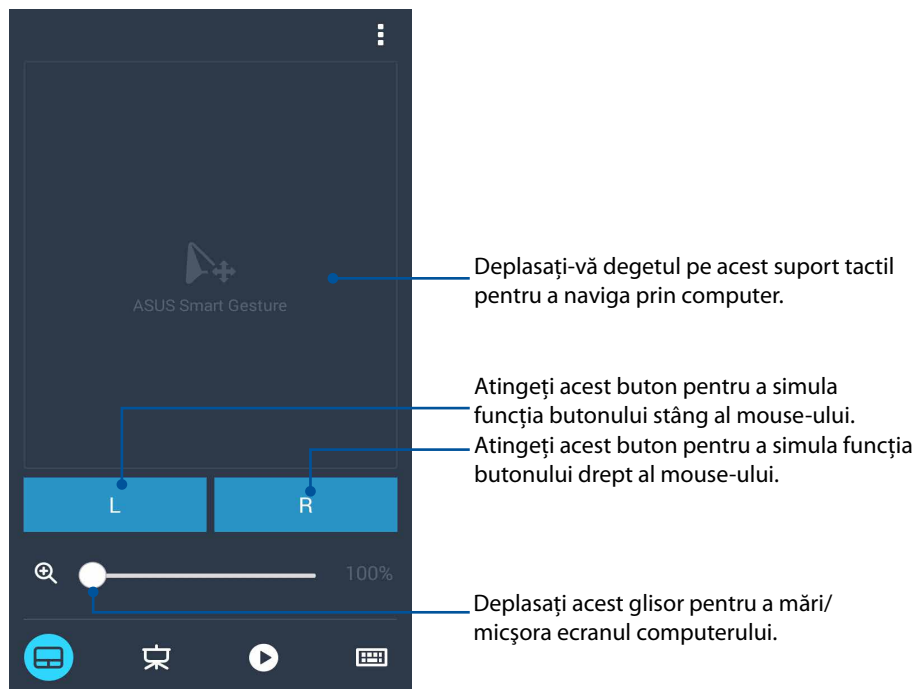 ASUS Smart Gesture
Deplasați-vă degetul pe acest suport tactil
pentru a naviga prin computer.
Atingeți acest buton pentru a simula
funcția butonului stâng al mouse-ului.
Atingeți acest buton pentru a simula funcția
butonului drept al mouse-ului.
L
R
100%
Deplasați acest glisor pentru a mări/
micşora ecranul computerului.